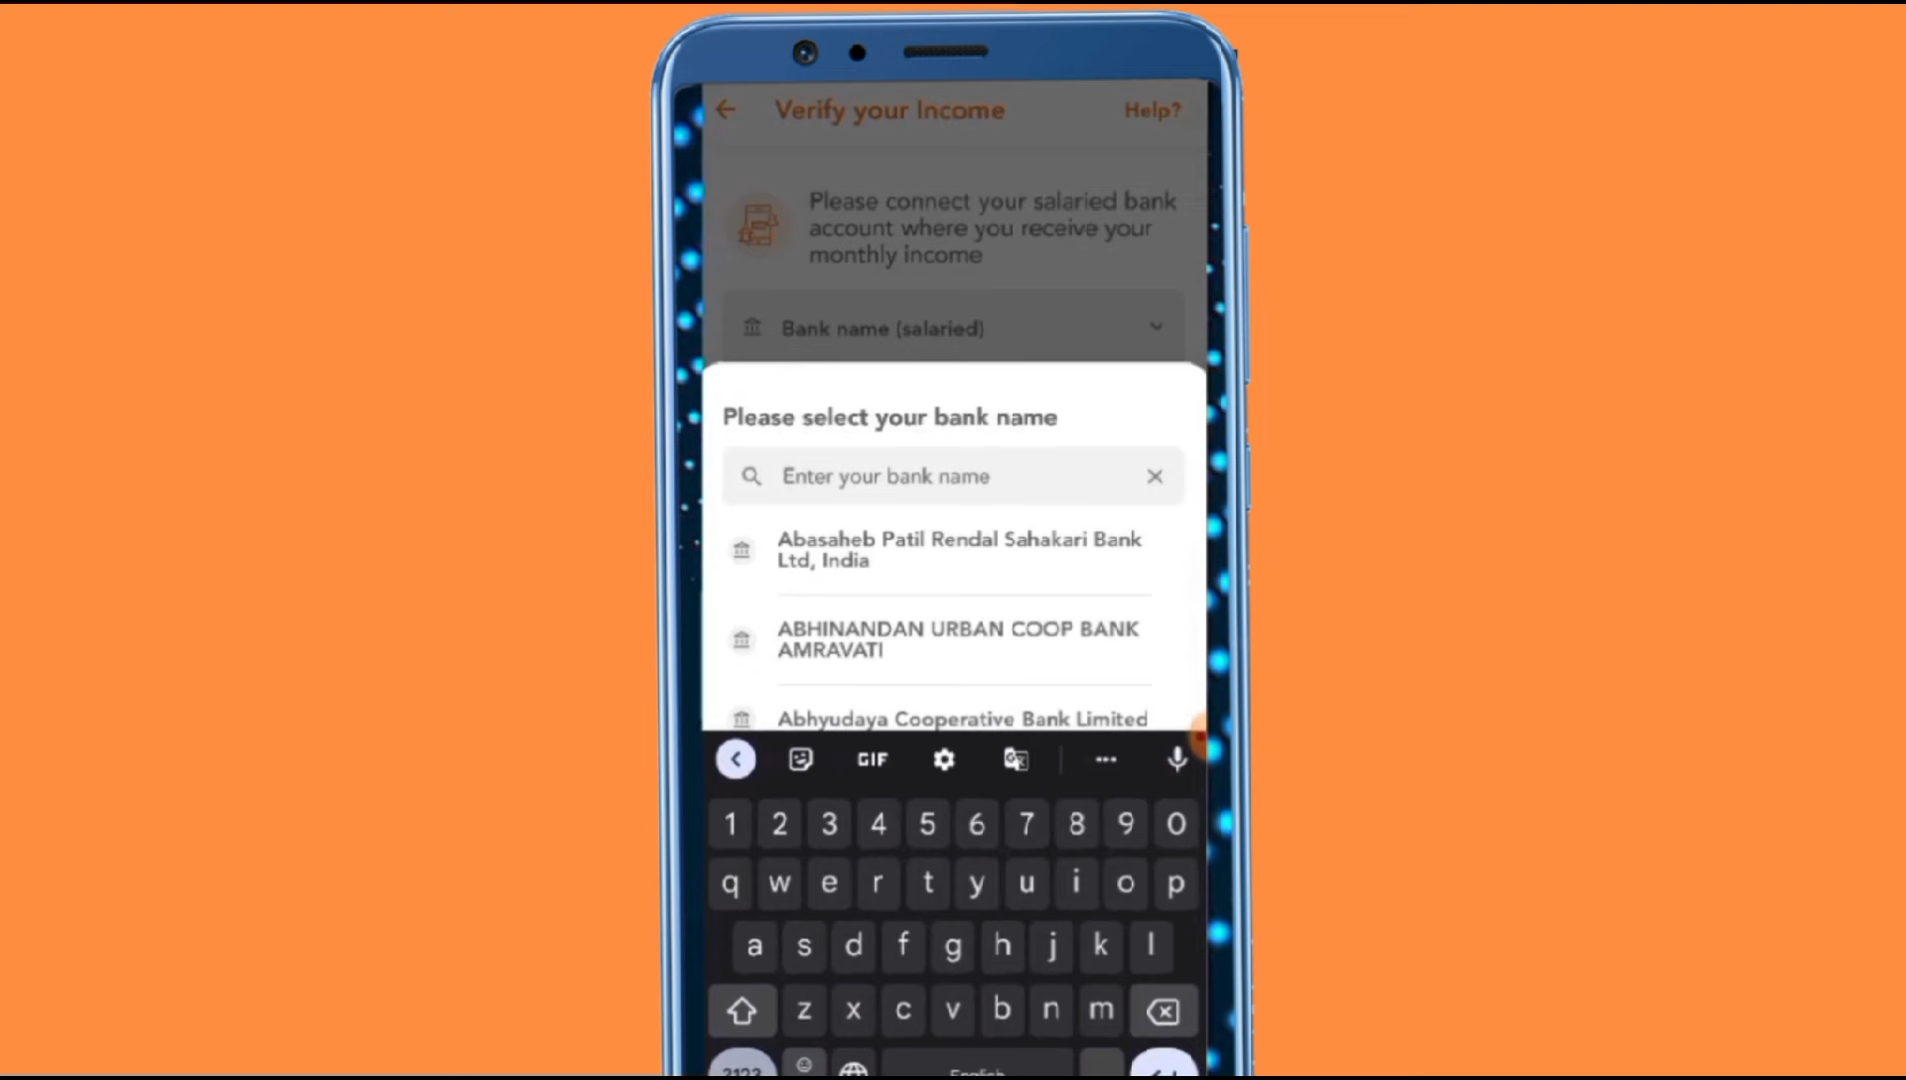 Verify your Income
Help?
Please connect your salaried bank
account where you receive your
monthly income
Bank name (salaried)
Please select your bank name
Enter your bank name
Abasaheb Patil Rendal Sahakari Bank
Ltd, India
ABHINANDAN URBAN COOP BANK
AMRAVATI
Abhyudaya Cooperative Bank Limited
GIF
1 2 3 4 5 6 7 8 9 0
q w e r t y u i o p
a s d f g h j k l
z x c v b n m
?123 English